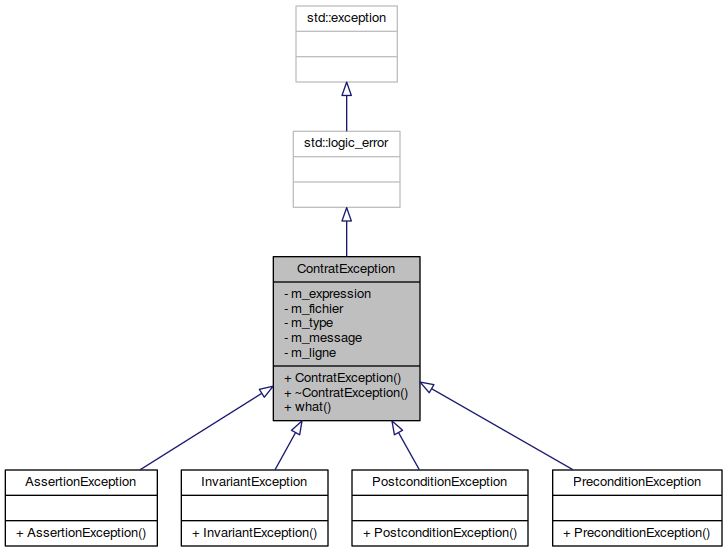 std::exception
std::logic_error
ContratException
- m_expression
- m_fichier
- m_type
- m_message
- m_ligne
+ ContratException()
+ ~ContratException()
+ what()
AssertionException
+ AssertionException()
InvariantException
+ InvariantException()
PostconditionException
+ PostconditionException()
PreconditionException
+ PreconditionException()